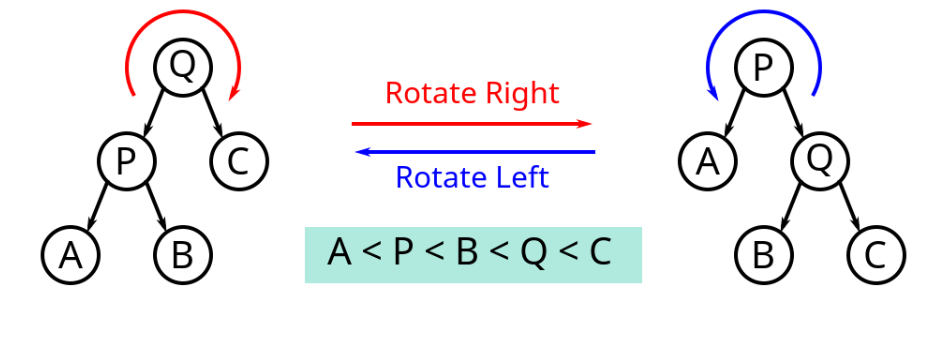 Q
P
C
A
B
Rotate Right
Rotate Left
A < P < B < Q < C
P
A
Q
B
C